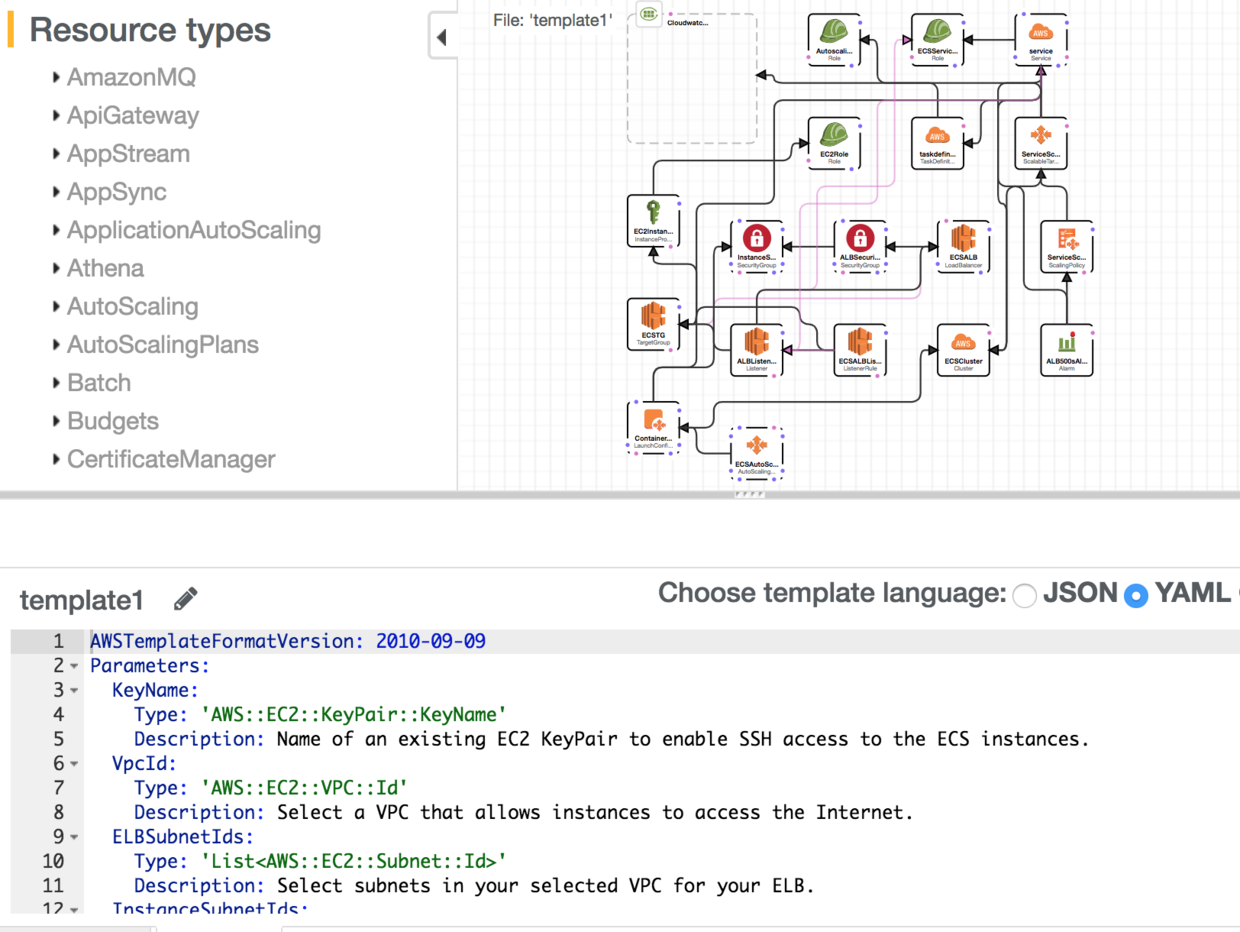 Resource types
AmazonMQ
ApiGateway
AppStream
AppSync
ApplicationAutoScaling
Athena
AutoScaling
AutoScalingPlans
Batch
Budgets
CertificateManager
File: 'template1'
Cloudwatc...
Autoscali...
Role
ECSServic...
Role
AWS
service
Service
EC2Role
Role
AWS
taskdefin...
TaskDefinit...
ServiceSc...
ScalableTar...
EC2Instan...
InstancePro...
InstanceS...
SecurityGroup
ALBSecuri...
SecurityGroup
ECSALB
LoadBalancer
ServiceSc...
ScalingPolicy
ECSTG
TargetGroup
ALBListen...
Listener
ECSALBLis...
ListenerRule
AWS
ECSCluster
Cluster
ALB500sAl...
Alarm
Container...
LaunchConfi...
ECSAutoSc...
AutoScaling...
template1
Choose template language: JSON YAML
1 AWSTemplateFormatVersion: 2010-09-09
2 Parameters:
3 KeyName:
4 Type: 'AWS::EC2::KeyPair::KeyName'
5 Description: Name of an existing EC2 KeyPair to enable SSH access to the ECS instances.
6 VpcId:
7 Type: 'AWS::EC2::VPC::Id'
8 Description: Select a VPC that allows instances to access the Internet.
9 ELBSubnetIds:
10 Type: 'List<AWS::EC2::Subnet::Id>'
11 Description: Select subnets in your selected VPC for your ELB.
12 InstanceSubnetIds: